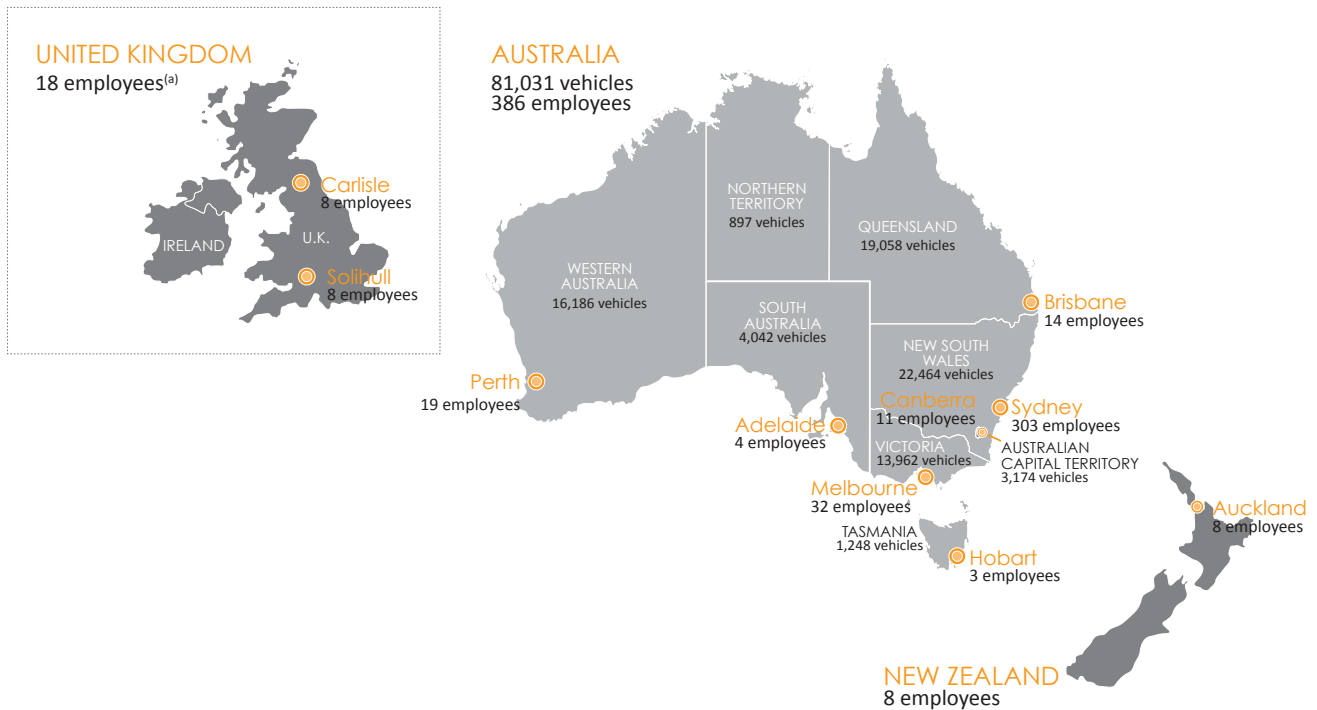 UNITED KINGDOM
18 employees(a)
Carlisle
8 employees
IRELAND
U.K.
Solihull
8 employees
AUSTRALIA
81,031 vehicles
386 employees
NORTHERN
TERRITORY
897 vehicles
QUEENSLAND
19,058 vehicles
WESTERN
AUSTRALIA
16,186 vehicles
SOUTH
AUSTRALIA
4,042 vehicles
Brisbane
14 employees
NEW SOUTH
WALES
22,464 vehicles
Perth
19 employees
Canberra
11 employees
Sydney
303 employees
Adelaide
4 employees
VICTORIA
13,962 vehicles
AUSTRALIAN
CAPITAL TERRITORY
3,174 vehicles
Melbourne
32 employees
TASMANIA
1,248 vehicles
Hobart
3 employees
Auckland
8 employees
NEW ZEALAND
8 employees